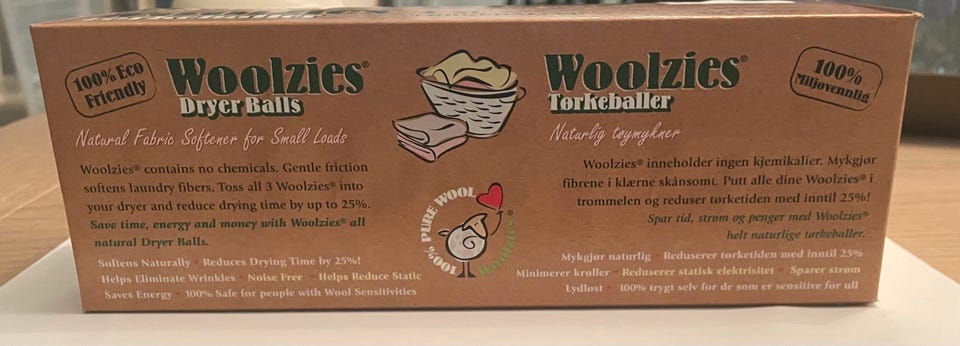 100% Eco
Friendly
Woolzies®
Dryer Balls
Natural Fabric Softener for Small Loads
Woolzies® contains no chemicals. Gentle friction
softens laundry fibers. Toss all 3 Woolzies® into
your dryer and reduce drying time by up to 25%.
Save time, energy and money with Woolzies® all
natural Dryer Balls.
Softens Naturally * Reduces Drying Time by 25%!
Helps Eliminate Wrinkles * Noise Free * Helps Reduce Static
Saves Energy * 100% Safe for people with Wool Sensitivities
100% PURE WOOL
Woolzies®
Woolzies®
Tørkeballer
100%
Miljøvennlig
Naturlig tøymykner
Woolzies® inneholder ingen kjemikalier. Mykgjør
fibrene i klærne skånsomt. Putt alle dine Woolzies® i
trommelen og reduser tørketiden med inntil 25%!
Spar tid, strøm og penger med Woolzies®
helt naturlige tørkeballer.
Mykgjør naturlig * Reduserer tørketiden med inntil 25%
Minimerer krøller * Reduserer statisk elektrisitet * Sparer strøm
Lydløst * 100% trygt selv for de som er sensitive for ull